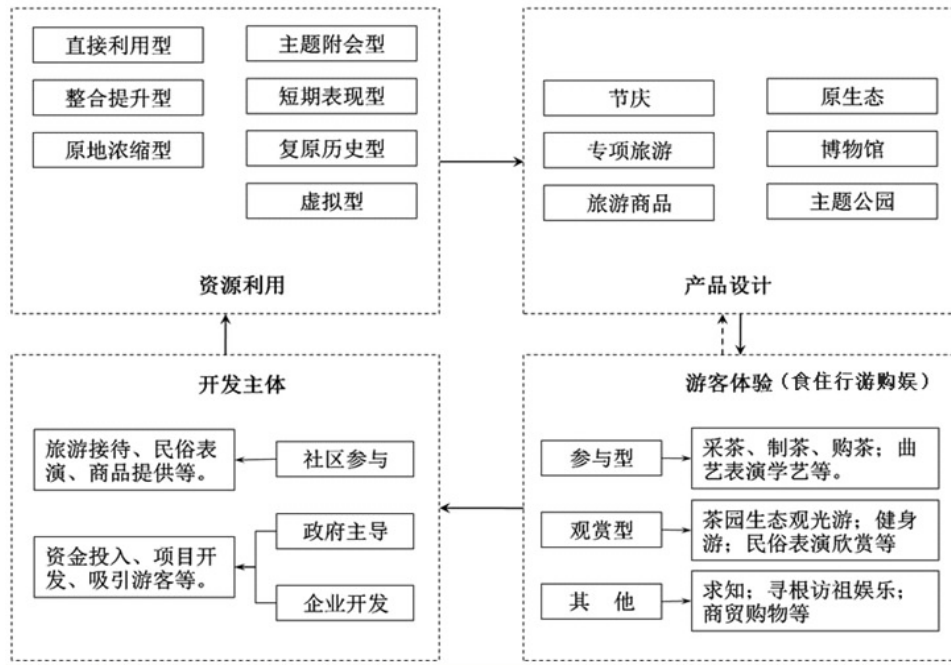 直接利用型
主题附会型
整合提升型
短期表现型
原地浓缩型
复原历史型
虚拟型
资源利用
节庆
原生态
专项旅游
博物馆
旅游商品
主题公园
产品设计
开发主体
旅游接待、民俗表
演、商品提供等。
社区参与
政府主导
资金投入、项目开
发、吸引游客等。
企业开发
游客体验（食住行游购娱）
参与型
采茶、制茶、购茶；曲
艺表演学艺等。
观赏型
茶园生态观光游；健身
游；民俗表演欣赏等
其 他
求知；寻根访祖娱乐；
商贸购物等